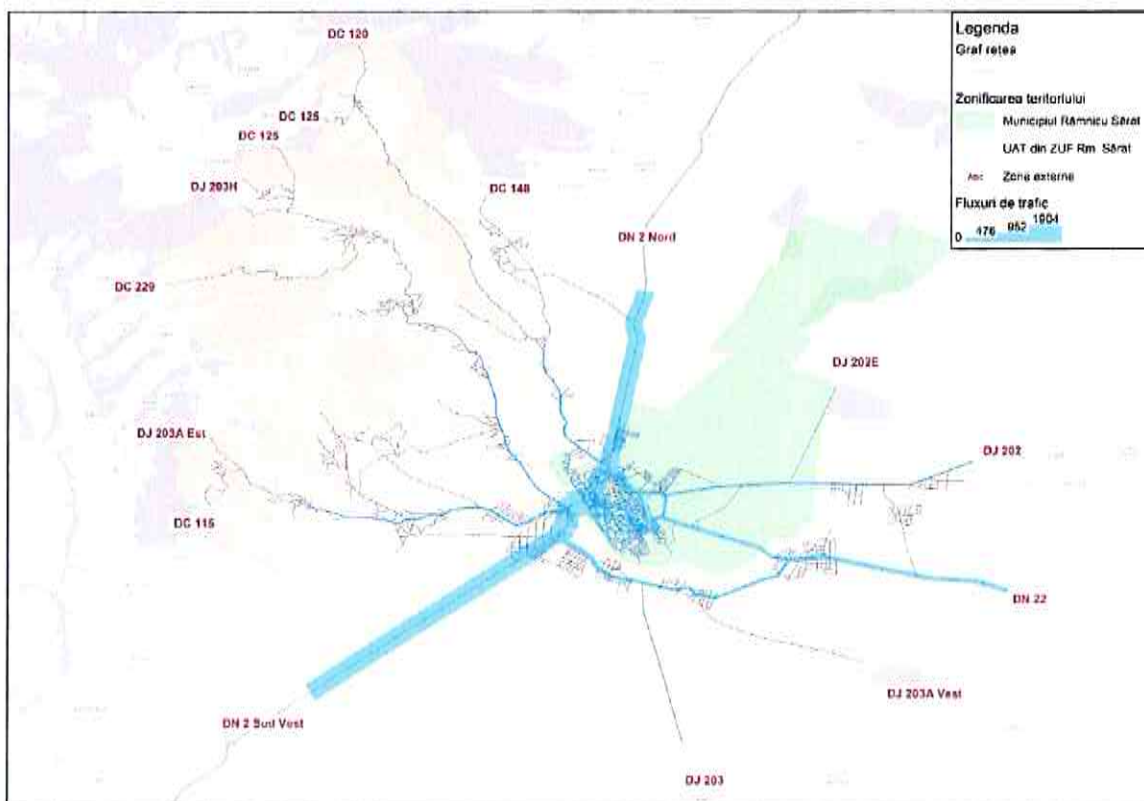 DC 120
DC 125
DC 125
DJ 203H
DC 148
DN 2 Nord
DC 229
DJ 202E
DJ 203A Est
DJ 202
DC 115
DN 22
DJ 203A Vest
DN 2 Sud Vest
DJ 203
Legenda
Graf retea
Zonificarea teritoriului
Municipiul Râmnicu Sărat
UAT din ZUF Rm. Sărat
Abc Zone externe
Fluxuri de trafic
0 476 952 1904